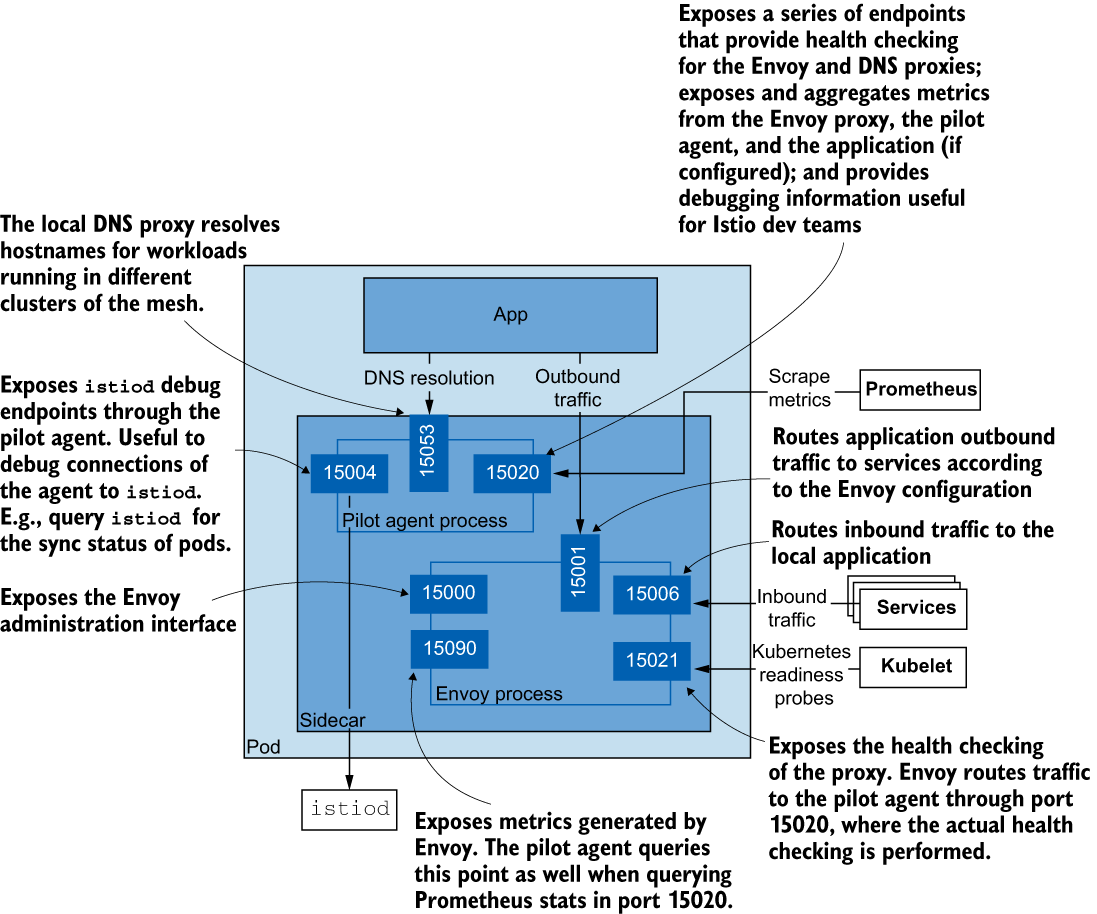 Exposes a series of endpoints
that provide health checking
for the Envoy and DNS proxies;
exposes and aggregates metrics
from the Envoy proxy, the pilot
agent, and the application (if
configured); and provides
debugging information useful
for Istio dev teams
The local DNS proxy resolves
hostnames for workloads
running in different
clusters of the mesh.
App
DNS resolution
Outbound
traffic
Scrape
metrics
Prometheus
Exposes istiod debug
endpoints through the
pilot agent. Useful to
debug connections of
the agent to istiod.
E.g., query istiod for
the sync status of pods.
15053
15004
15020
Pilot agent process
Routes application outbound
traffic to services according
to the Envoy configuration
Routes inbound traffic to the
local application
15001
Exposes the Envoy
administration interface
15000
15006
Inbound
traffic
Services
15090
15021
Kubernetes
readiness
probes
Kubelet
Envoy process
Sidecar
Pod
istiod
Exposes the health checking
of the proxy. Envoy routes traffic
to the pilot agent through port
15020, where the actual health
checking is performed.
Exposes metrics generated by
Envoy. The pilot agent queries
this point as well when querying
Prometheus stats in port 15020.